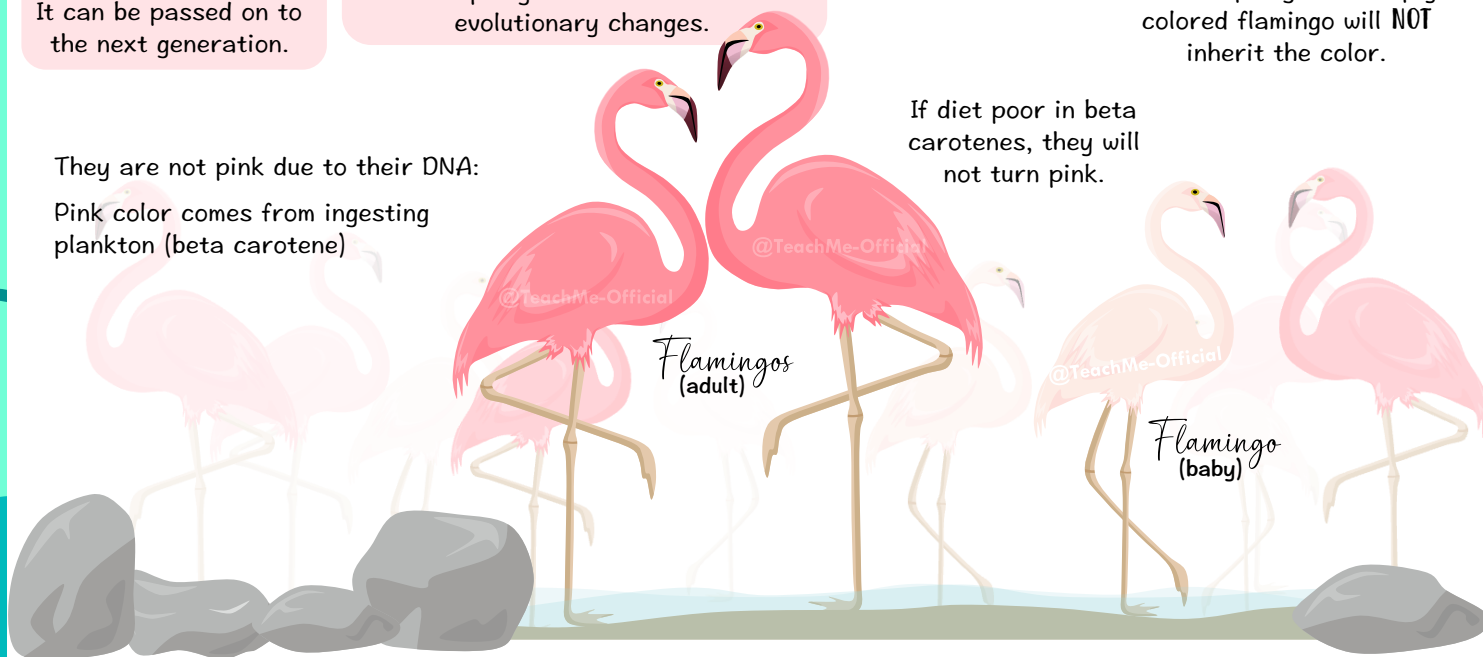 It can be passed on to
the next generation.
evolutionary changes.
colored flamingo will NOT
inherit the color.
If diet poor in beta
carotenes, they will
not turn pink.
They are not pink due to their DNA:
Pink color comes from ingesting
plankton (beta carotene)
@TeachMe-Official
@TeachMe-Official
Flamingos
(adult)
@TeachMe-Official
Flamingo
(baby)